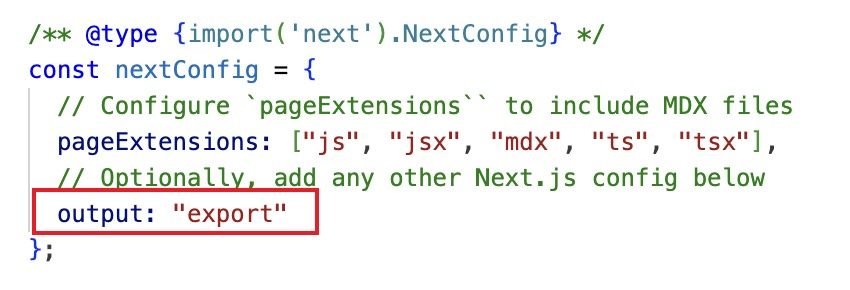 /** @type {import('next').NextConfig} */
const nextConfig = {
// Configure `pageExtensions`` to include MDX files
pageExtensions: ["js", "jsx", "mdx", "ts", "tsx"],
// Optionally, add any other Next.js config below
output: "export"
};